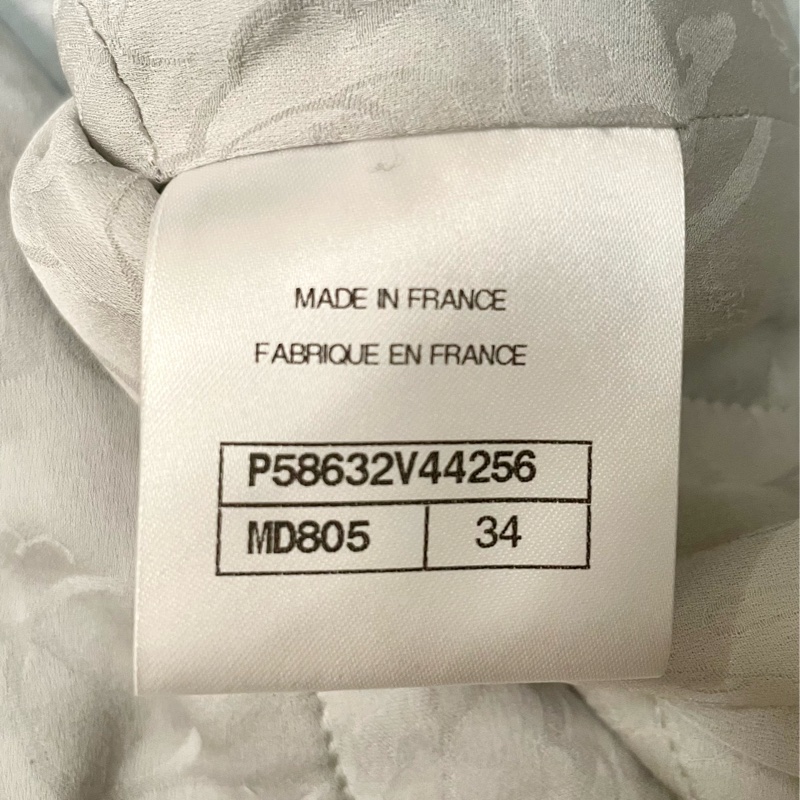 MADE IN FRANCE
FABRIQUE EN FRANCE
P58632V44256
MD805 34